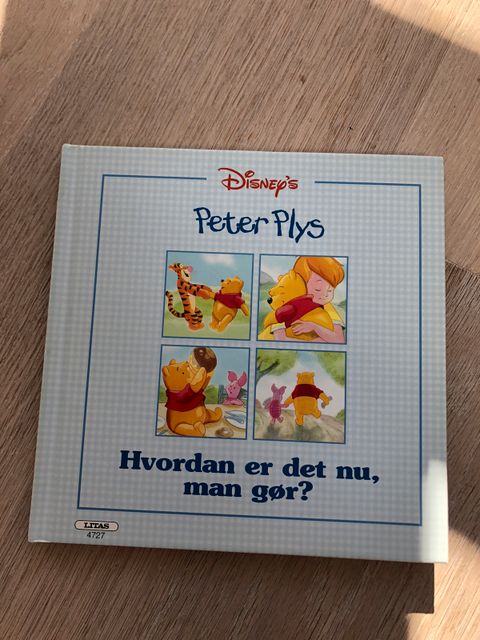 Disney's
Peter Plys
Hvordan er det nu,
man gør?
LITAS
4727